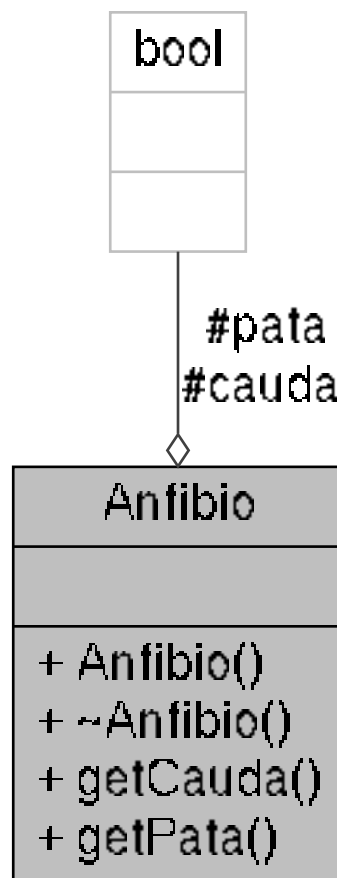 bool
#pata
#cauda
Anfibio
+ Anfibio()
+ ~Anfibio()
+ getCauda()
+ getPata()